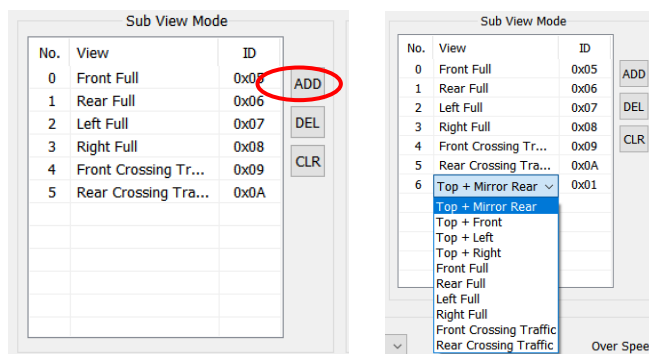 Sub View Mode
No. View ID
0 Front Full 0x05
1 Rear Full 0x06
2 Left Full 0x07
3 Right Full 0x08
4 Front Crossing Tr... 0x09
5 Rear Crossing Tra... 0x0A
ADD
DEL
CLR
Sub View Mode
No. View ID
0 Front Full 0x05
1 Rear Full 0x06
2 Left Full 0x07
3 Right Full 0x08
4 Front Crossing Tr... 0x09
5 Rear Crossing Tra... 0x0A
6 Top + Mirror Rear 0x01
Top + Mirror Rear
Top + Front
Top + Left
Top + Right
Front Full
Rear Full
Left Full
Right Full
Front Crossing Traffic
Rear Crossing Traffic
ADD
DEL
CLR
Over Spee